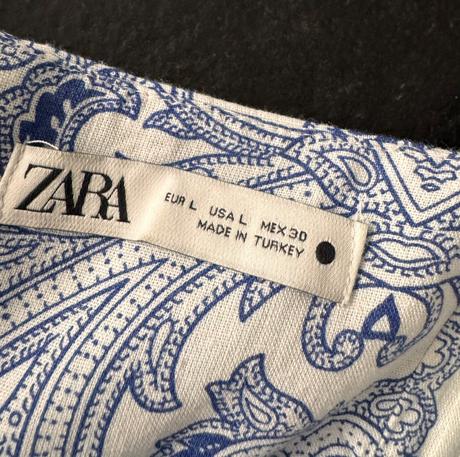 ZARA
EUR L USA L MEX 30
MADE IN TURKEY